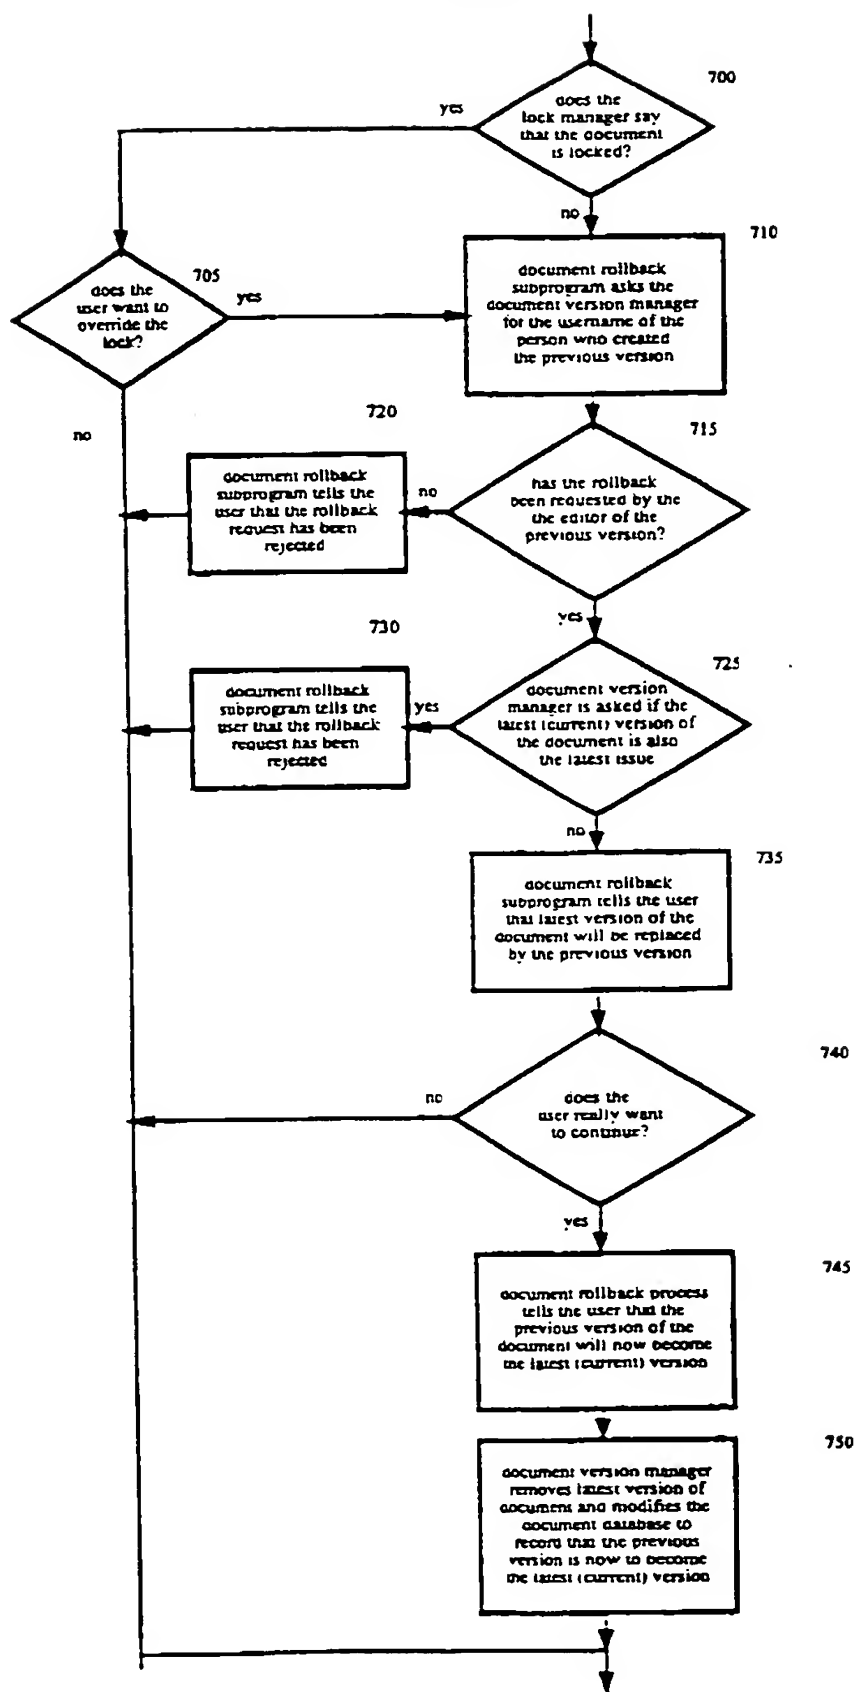 700
does the
lock manager say
that the document
is locked?
yes
no
710
document rollback
subprogram asks the
document version manager
for the username of the
person who created
the previous version
705
does the
user want to
override the
lock?
yes
no
715
has the rollback
been requested by the
the editor of the
previous version?
no
yes
720
document rollback
subprogram tells the
user that the rollback
request has been
rejected
725
document version
manager is asked if the
latest (current) version of
the document is also
the latest issue
yes
no
730
document rollback
subprogram tells the
user that the rollback
request has been
rejected
735
document rollback
subprogram tells the user
that latest version of the
document will be replaced
by the previous version
740
does the
user really want
to continue?
no
yes
745
document rollback process
tells the user that the
previous version of the
document will now become
the latest (current) version
750
document version manager
removes latest version of
document and modifies the
document database to
record that the previous
version is now to become
the latest (current) version